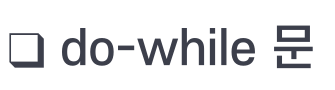 ❑ do-while 문